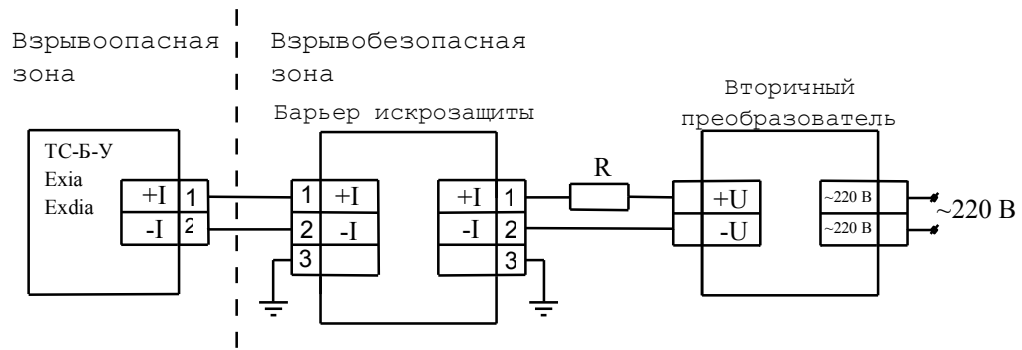 Взрывоопасная
зона
Взрывобезопасная
зона
Барьер искрозащиты
Вторичный
преобразователь
ТС-Б-У
Exia
Exdia
+I 1
-I 2
1 +I
2 -I
3
+I 1
-I 2
3
R
+U
-U
~220 В
~220 В
~220 В